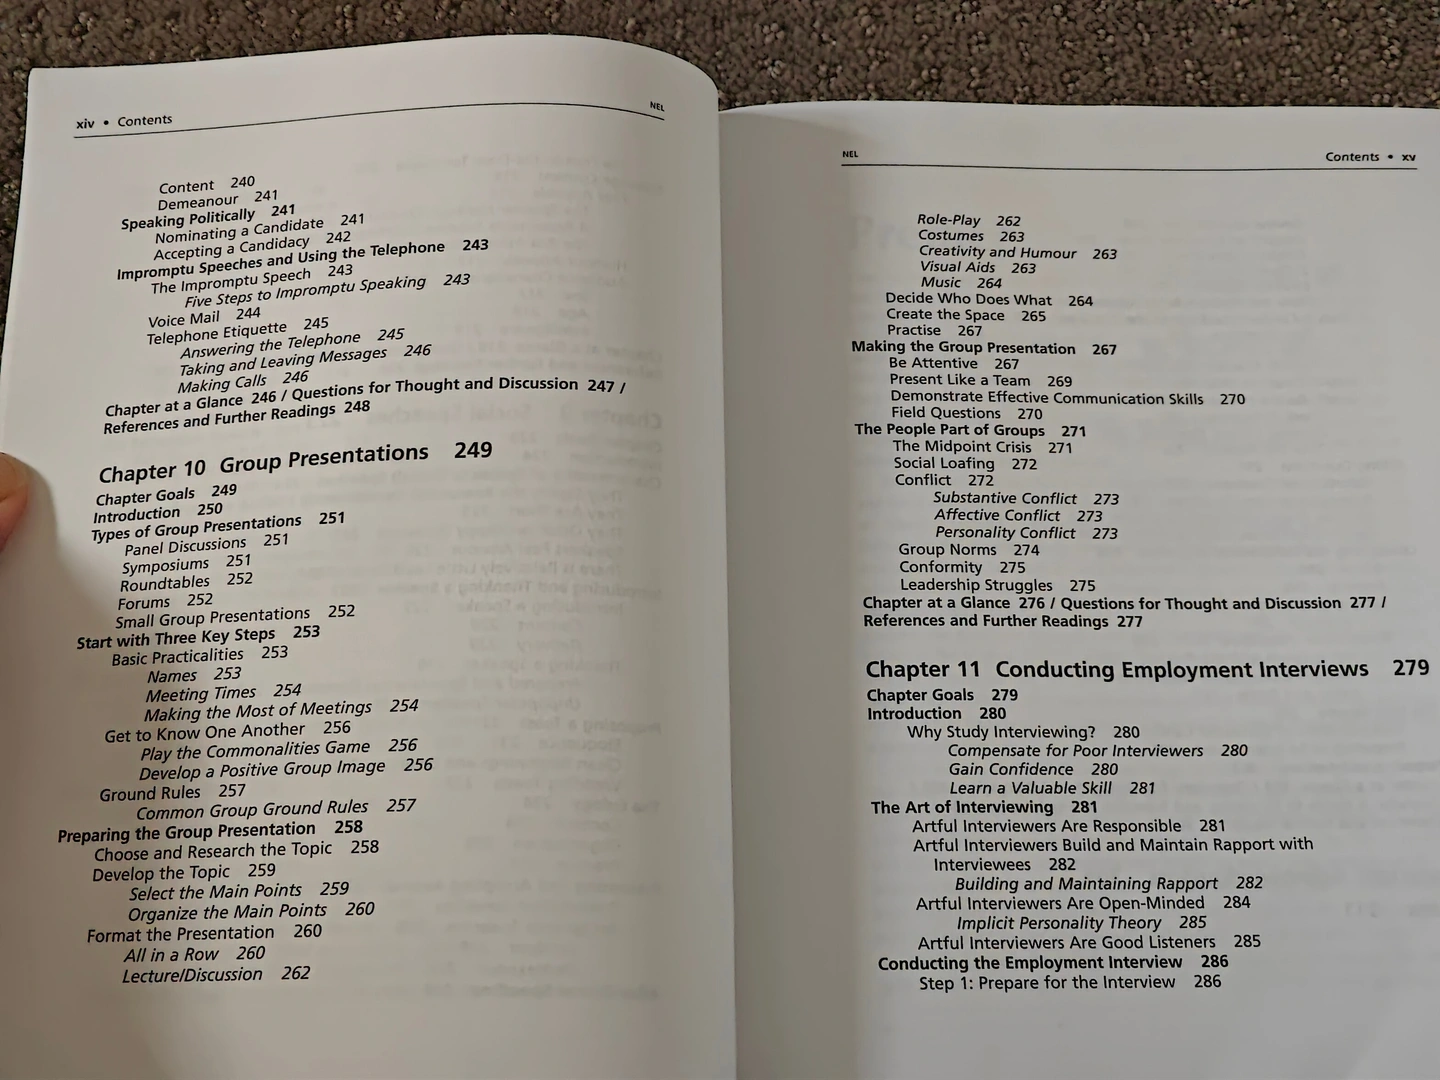 xiv • Contents
NEL
Content 240
Demeanour 241
Speaking Politically 241
Nominating a Candidate 241
Accepting a Candidacy 242
Impromptu Speeches and Using the Telephone 243
The Impromptu Speech 243
Five Steps to Impromptu Speaking 243
Voice Mail 244
Telephone Etiquette 245
Answering the Telephone 245
Taking and Leaving Messages 246
Making Calls 246
Chapter at a Glance 246 / Questions for Thought and Discussion 247 /
References and Further Readings 248
Chapter 10 Group Presentations 249
Chapter Goals 249
Introduction 250
Types of Group Presentations 251
Panel Discussions 251
Symposiums 251
Roundtables 252
Forums 252
Small Group Presentations 252
Start with Three Key Steps 253
Basic Practicalities 253
Names 253
Meeting Times 254
Making the Most of Meetings 254
Get to Know One Another 256
Play the Commonalities Game 256
Develop a Positive Group Image 256
Ground Rules 257
Common Group Ground Rules 257
Preparing the Group Presentation 258
Choose and Research the Topic 258
Develop the Topic 259
Select the Main Points 259
Organize the Main Points 260
Format the Presentation 260
All in a Row 260
Lecture/Discussion 262
NEL
Contents • xv
Role-Play 262
Costumes 263
Creativity and Humour 263
Visual Aids 263
Music 264
Decide Who Does What 264
Create the Space 265
Practise 267
Making the Group Presentation 267
Be Attentive 267
Present Like a Team 269
Demonstrate Effective Communication Skills 270
Field Questions 270
The People Part of Groups 271
The Midpoint Crisis 271
Social Loafing 272
Conflict 272
Substantive Conflict 273
Affective Conflict 273
Personality Conflict 273
Group Norms 274
Conformity 275
Leadership Struggles 275
Chapter at a Glance 276 / Questions for Thought and Discussion 277 /
References and Further Readings 277
Chapter 11 Conducting Employment Interviews 279
Chapter Goals 279
Introduction 280
Why Study Interviewing? 280
Compensate for Poor Interviewers 280
Gain Confidence 280
Learn a Valuable Skill 281
The Art of Interviewing 281
Artful Interviewers Are Responsible 281
Artful Interviewers Build and Maintain Rapport with
Interviewees 282
Building and Maintaining Rapport 282
Artful Interviewers Are Open-Minded 284
Implicit Personality Theory 285
Artful Interviewers Are Good Listeners 285
Conducting the Employment Interview 286
Step 1: Prepare for the Interview 286